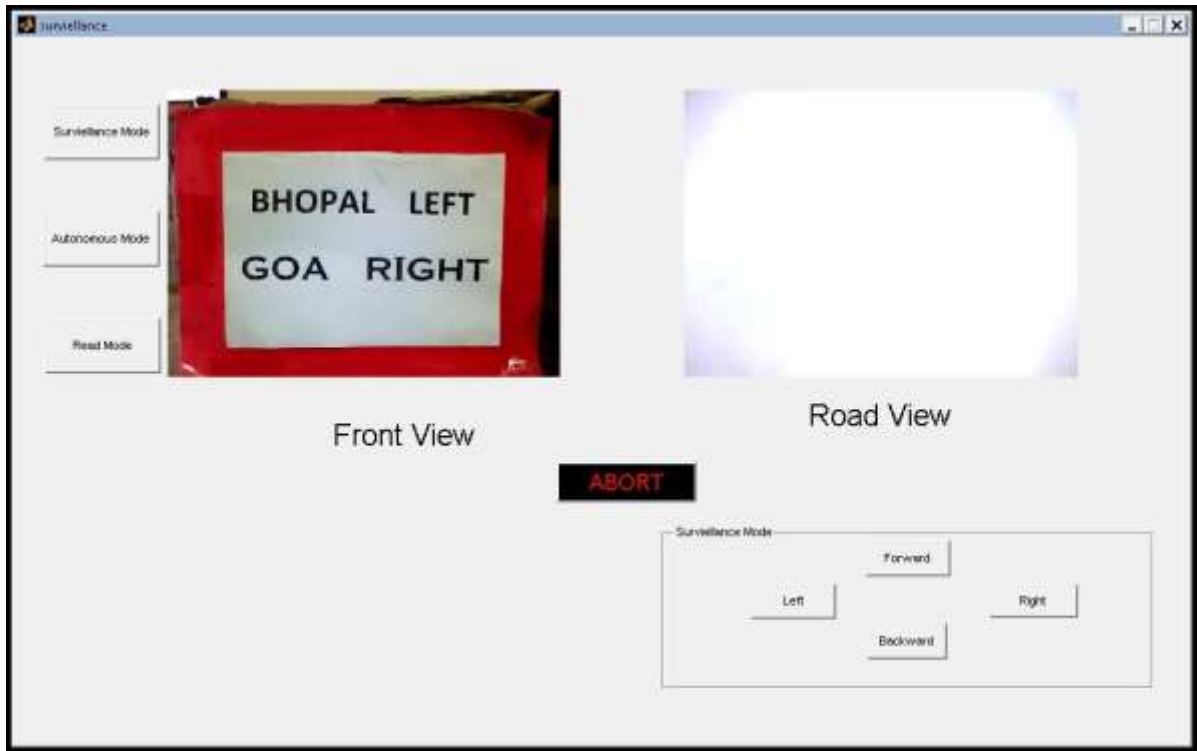 surviellance
Surviellance Mode
BHOPAL LEFT
GOA RIGHT
Autonomous Mode
Read Mode
Front View
Road View
ABORT
Surviellance Mode
Forward
Left
Right
Backward